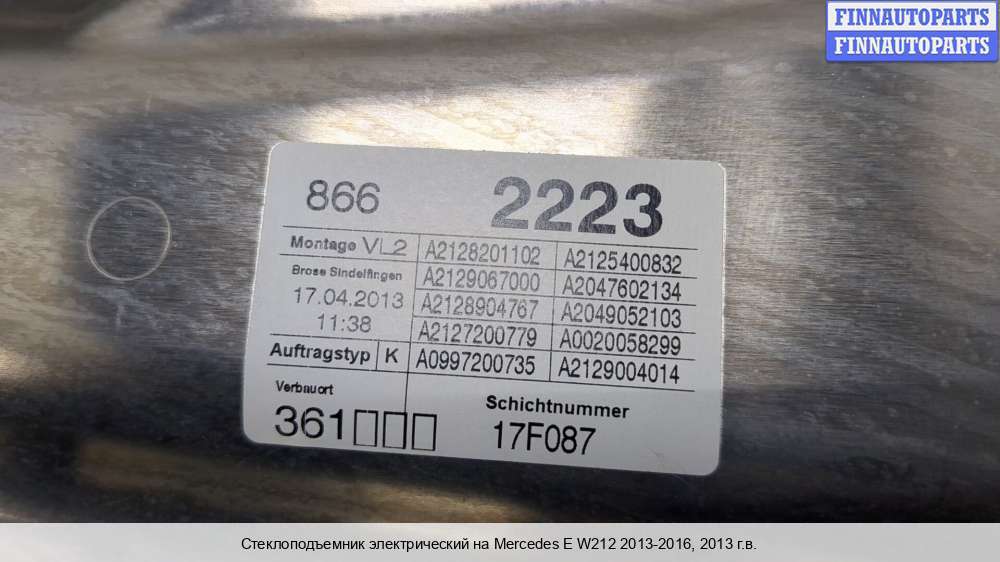 FINNAUTOPARTS
FINNAUTOPARTS
866 2223
Montage VL2 A2128201102 A2125400832
Brose Sindelfingen A2129067000 A2047602134
17.04.2013 A2128904767 A2049052103
11:38 A2127200779 A0020058299
Auftragstyp K A0997200735 A2129004014
Verbauort Schichtnummer
361□□□ 17F087
Стеклоподъемник электрический на Mercedes E W212 2013-2016, 2013 г.в.